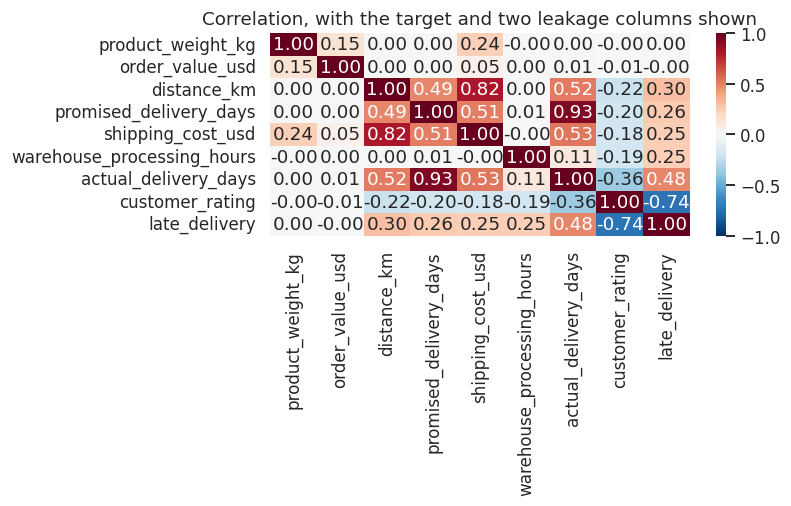 Correlation, with the target and two leakage columns shown
product_weight_kg 1.00 0.15 0.00 0.00 0.24 -0.00 0.00 -0.00 0.00
order_value_usd 0.15 1.00 0.00 0.00 0.05 0.00 0.01 -0.01 -0.00
distance_km 0.00 0.00 1.00 0.49 0.82 0.00 0.52 -0.22 0.30
promised_delivery_days 0.00 0.00 0.49 1.00 0.51 0.01 0.93 -0.20 0.26
shipping_cost_usd 0.24 0.05 0.82 0.51 1.00 -0.00 0.53 -0.18 0.25
warehouse_processing_hours -0.00 0.00 0.00 0.01 -0.00 1.00 0.11 -0.19 0.25
actual_delivery_days 0.00 0.01 0.52 0.93 0.53 0.11 1.00 -0.36 0.48
customer_rating -0.00 -0.01 -0.22 -0.20 -0.18 -0.19 -0.36 1.00 -0.74
late_delivery 0.00 -0.00 0.30 0.26 0.25 0.25 0.48 -0.74 1.00
product_weight_kg
order_value_usd
distance_km
promised_delivery_days
shipping_cost_usd
warehouse_processing_hours
actual_delivery_days
customer_rating
late_delivery
1.0
0.5
0.0
−0.5
−1.0